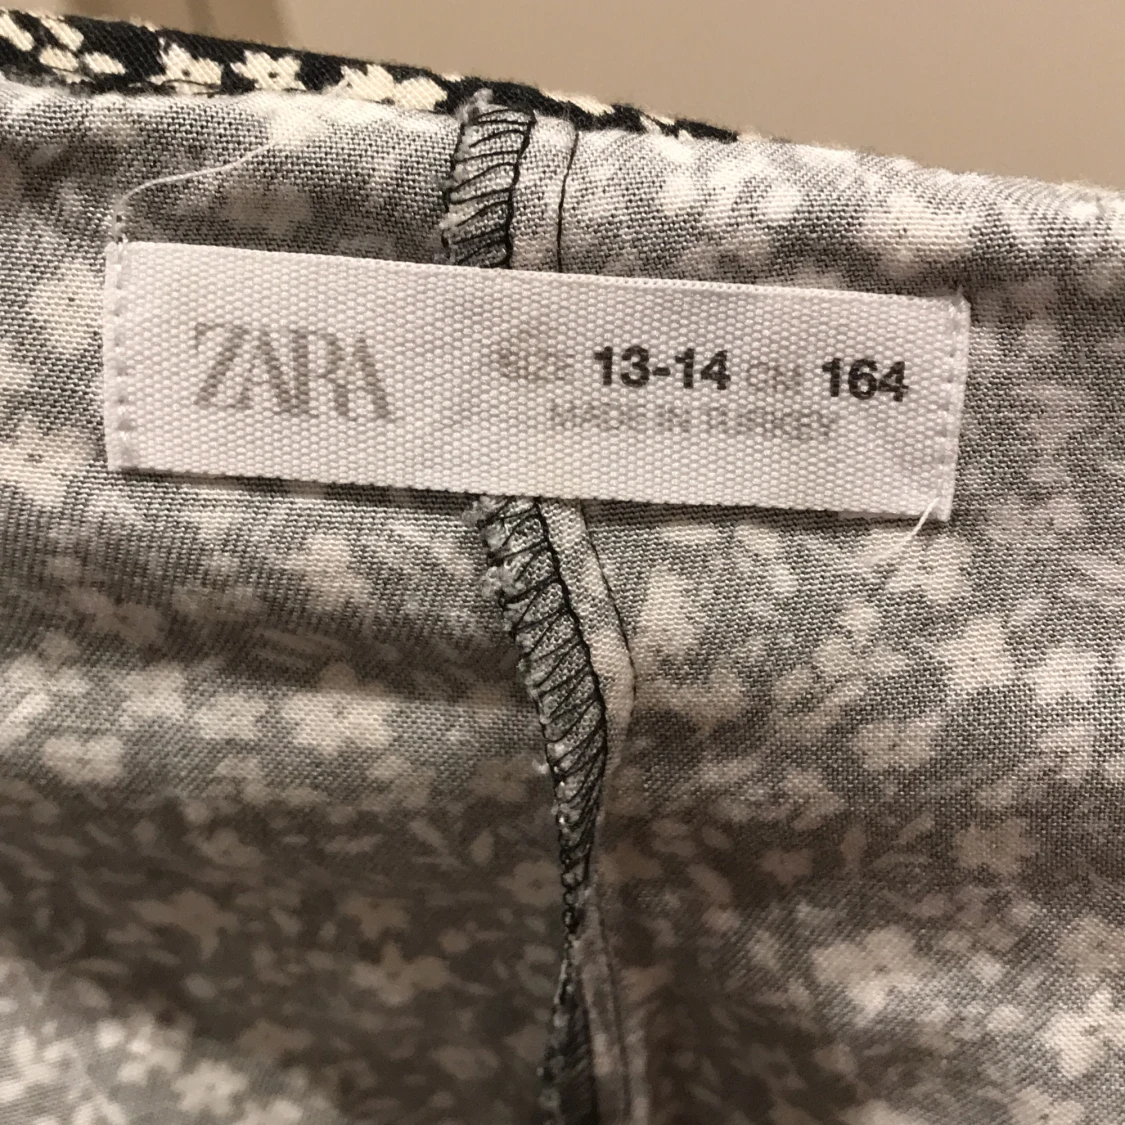 ZARA
SIZE 13-14 CM 164
MADE IN TURKEY